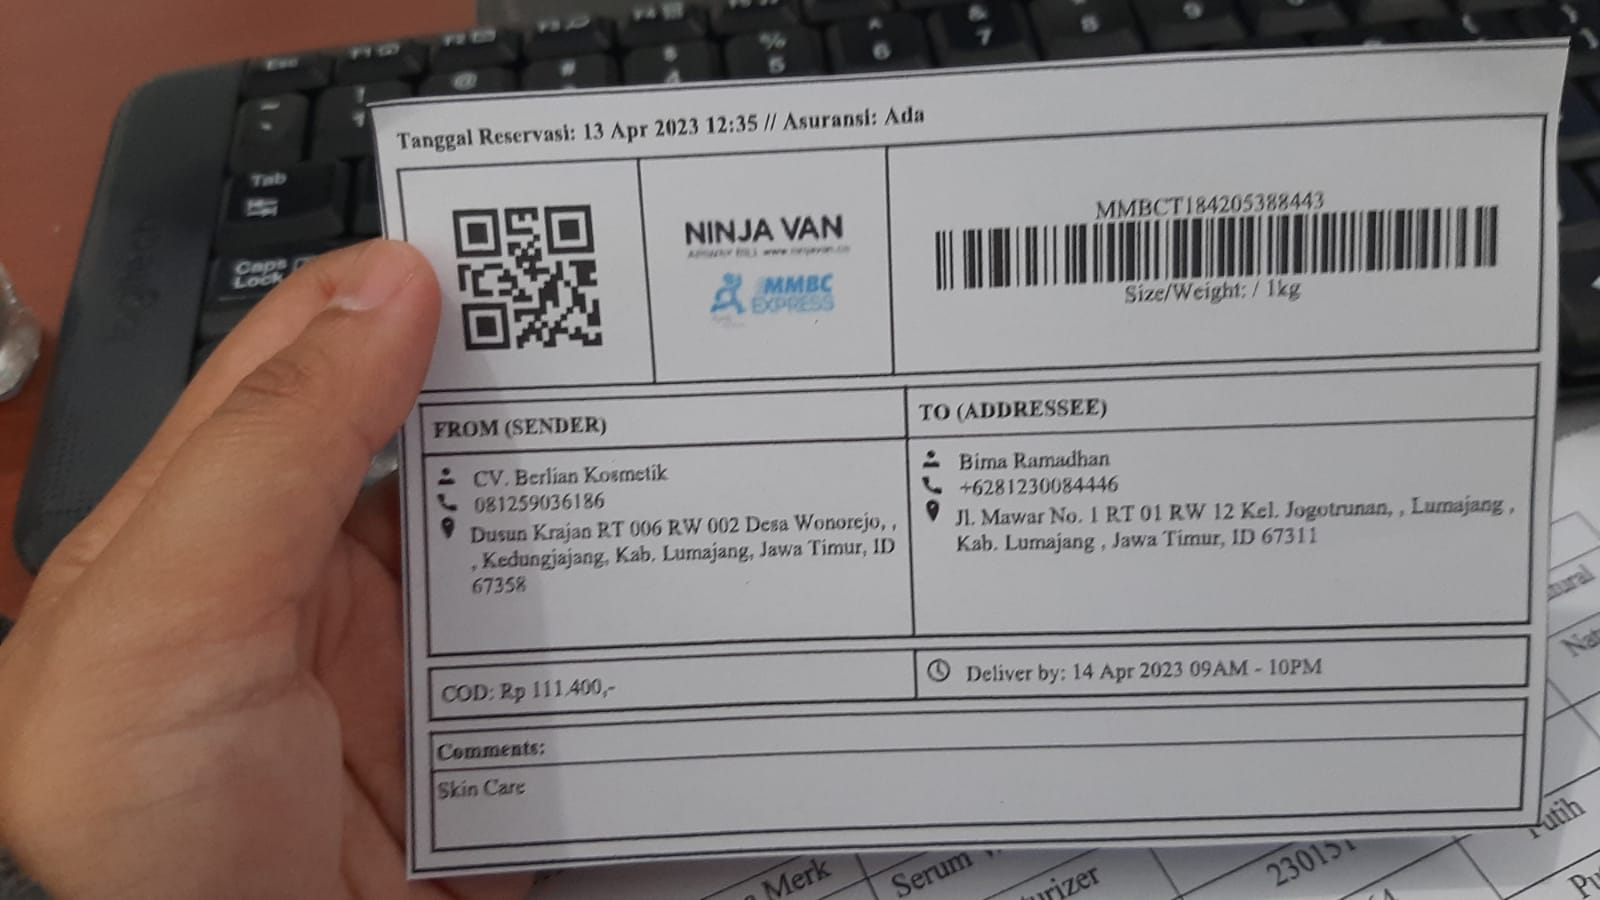 Tanggal Reservasi: 13 Apr 2023 12:35 // Asuransi: Ada
NINJA VAN
MMBC
EXPRESS
MMBCT184205388443
Size/Weight: / 1kg
FROM (SENDER)
CV. Berlian Kosmetik
081259036186
Dusun Krajan RT 006 RW 002 Desa Wonorejo, ,
, Kedungjajang, Kab. Lumajang, Jawa Timur, ID
67358
TO (ADDRESSEE)
Bima Ramadhan
+6281230084446
Jl. Mawar No. 1 RT 01 RW 12 Kel. Jogotrunan, , Lumajang ,
Kab. Lumajang , Jawa Timur, ID 67311
COD: Rp 111.400,-
Deliver by: 14 Apr 2023 09AM - 10PM
Comments:
Skin Care
Tab
Caps
Lock
Merk
Serum
Putih